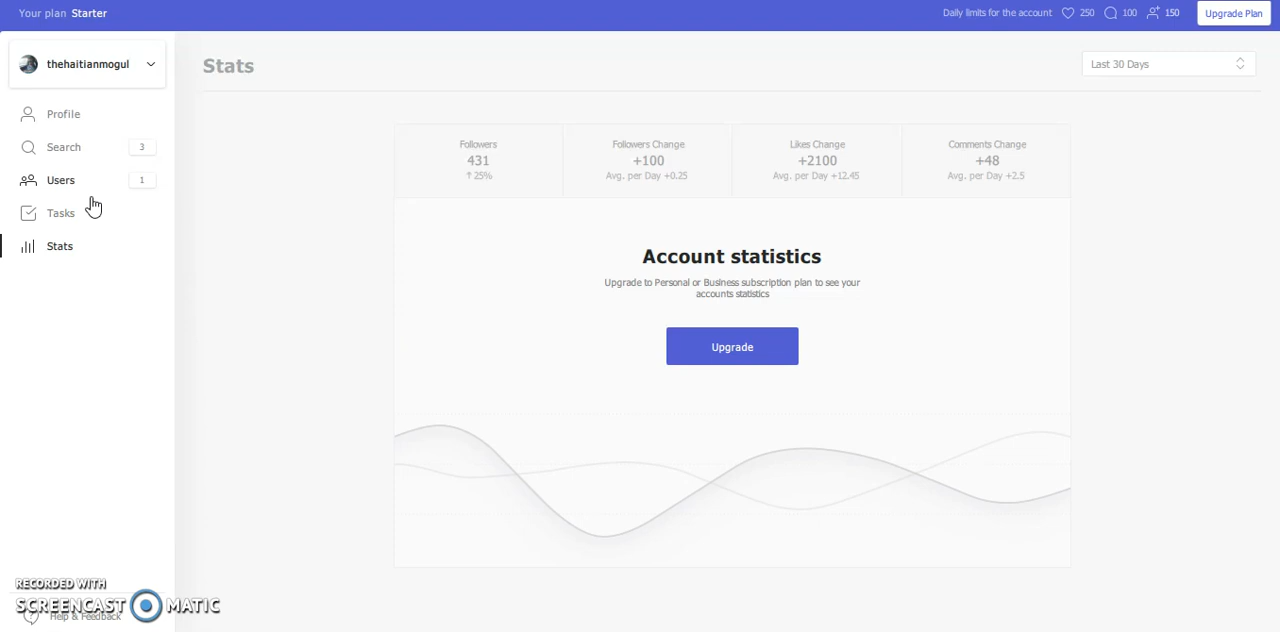 Your plan Starter
Daily limits for the account 250 100 150 Upgrade Plan
thehaitianmogul
Profile
Search 3
Users 1
Tasks
Stats
Stats
Last 30 Days
Followers
431
↑ 25%
Followers Change
+100
Avg. per Day +0.25
Likes Change
+2100
Avg. per Day +12.45
Comments Change
+48
Avg. per Day +2.5
Account statistics
Upgrade to Personal or Business subscription plan to see your
accounts statistics
Upgrade
RECORDED WITH
SCREENCAST MATIC
Help & Feedback